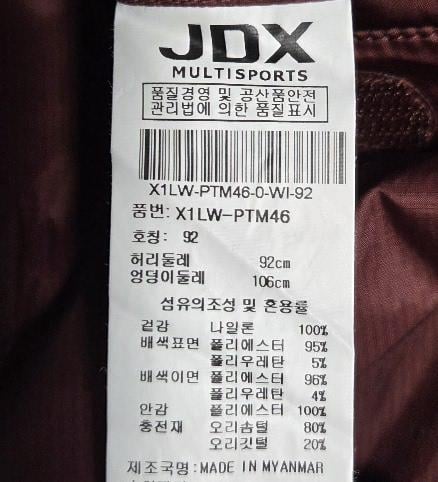 JDX
MULTISPORTS
품질경영 및 공산품안전
관리법에 의한 품질표시
X1LW-PTM46-0-WI-92
품번: X1LW-PTM46
호칭: 92
허리둘레 92cm
엉덩이둘레 106cm
섬유의조성 및 혼용률
겉감 나일론 100%
배색표면 폴리에스터 95%
폴리우레탄 5%
배색이면 폴리에스터 96%
폴리우레탄 4%
안감 폴리에스터 100%
충전재 오리솜털 80%
오리깃털 20%
제조국명: MADE IN MYANMAR